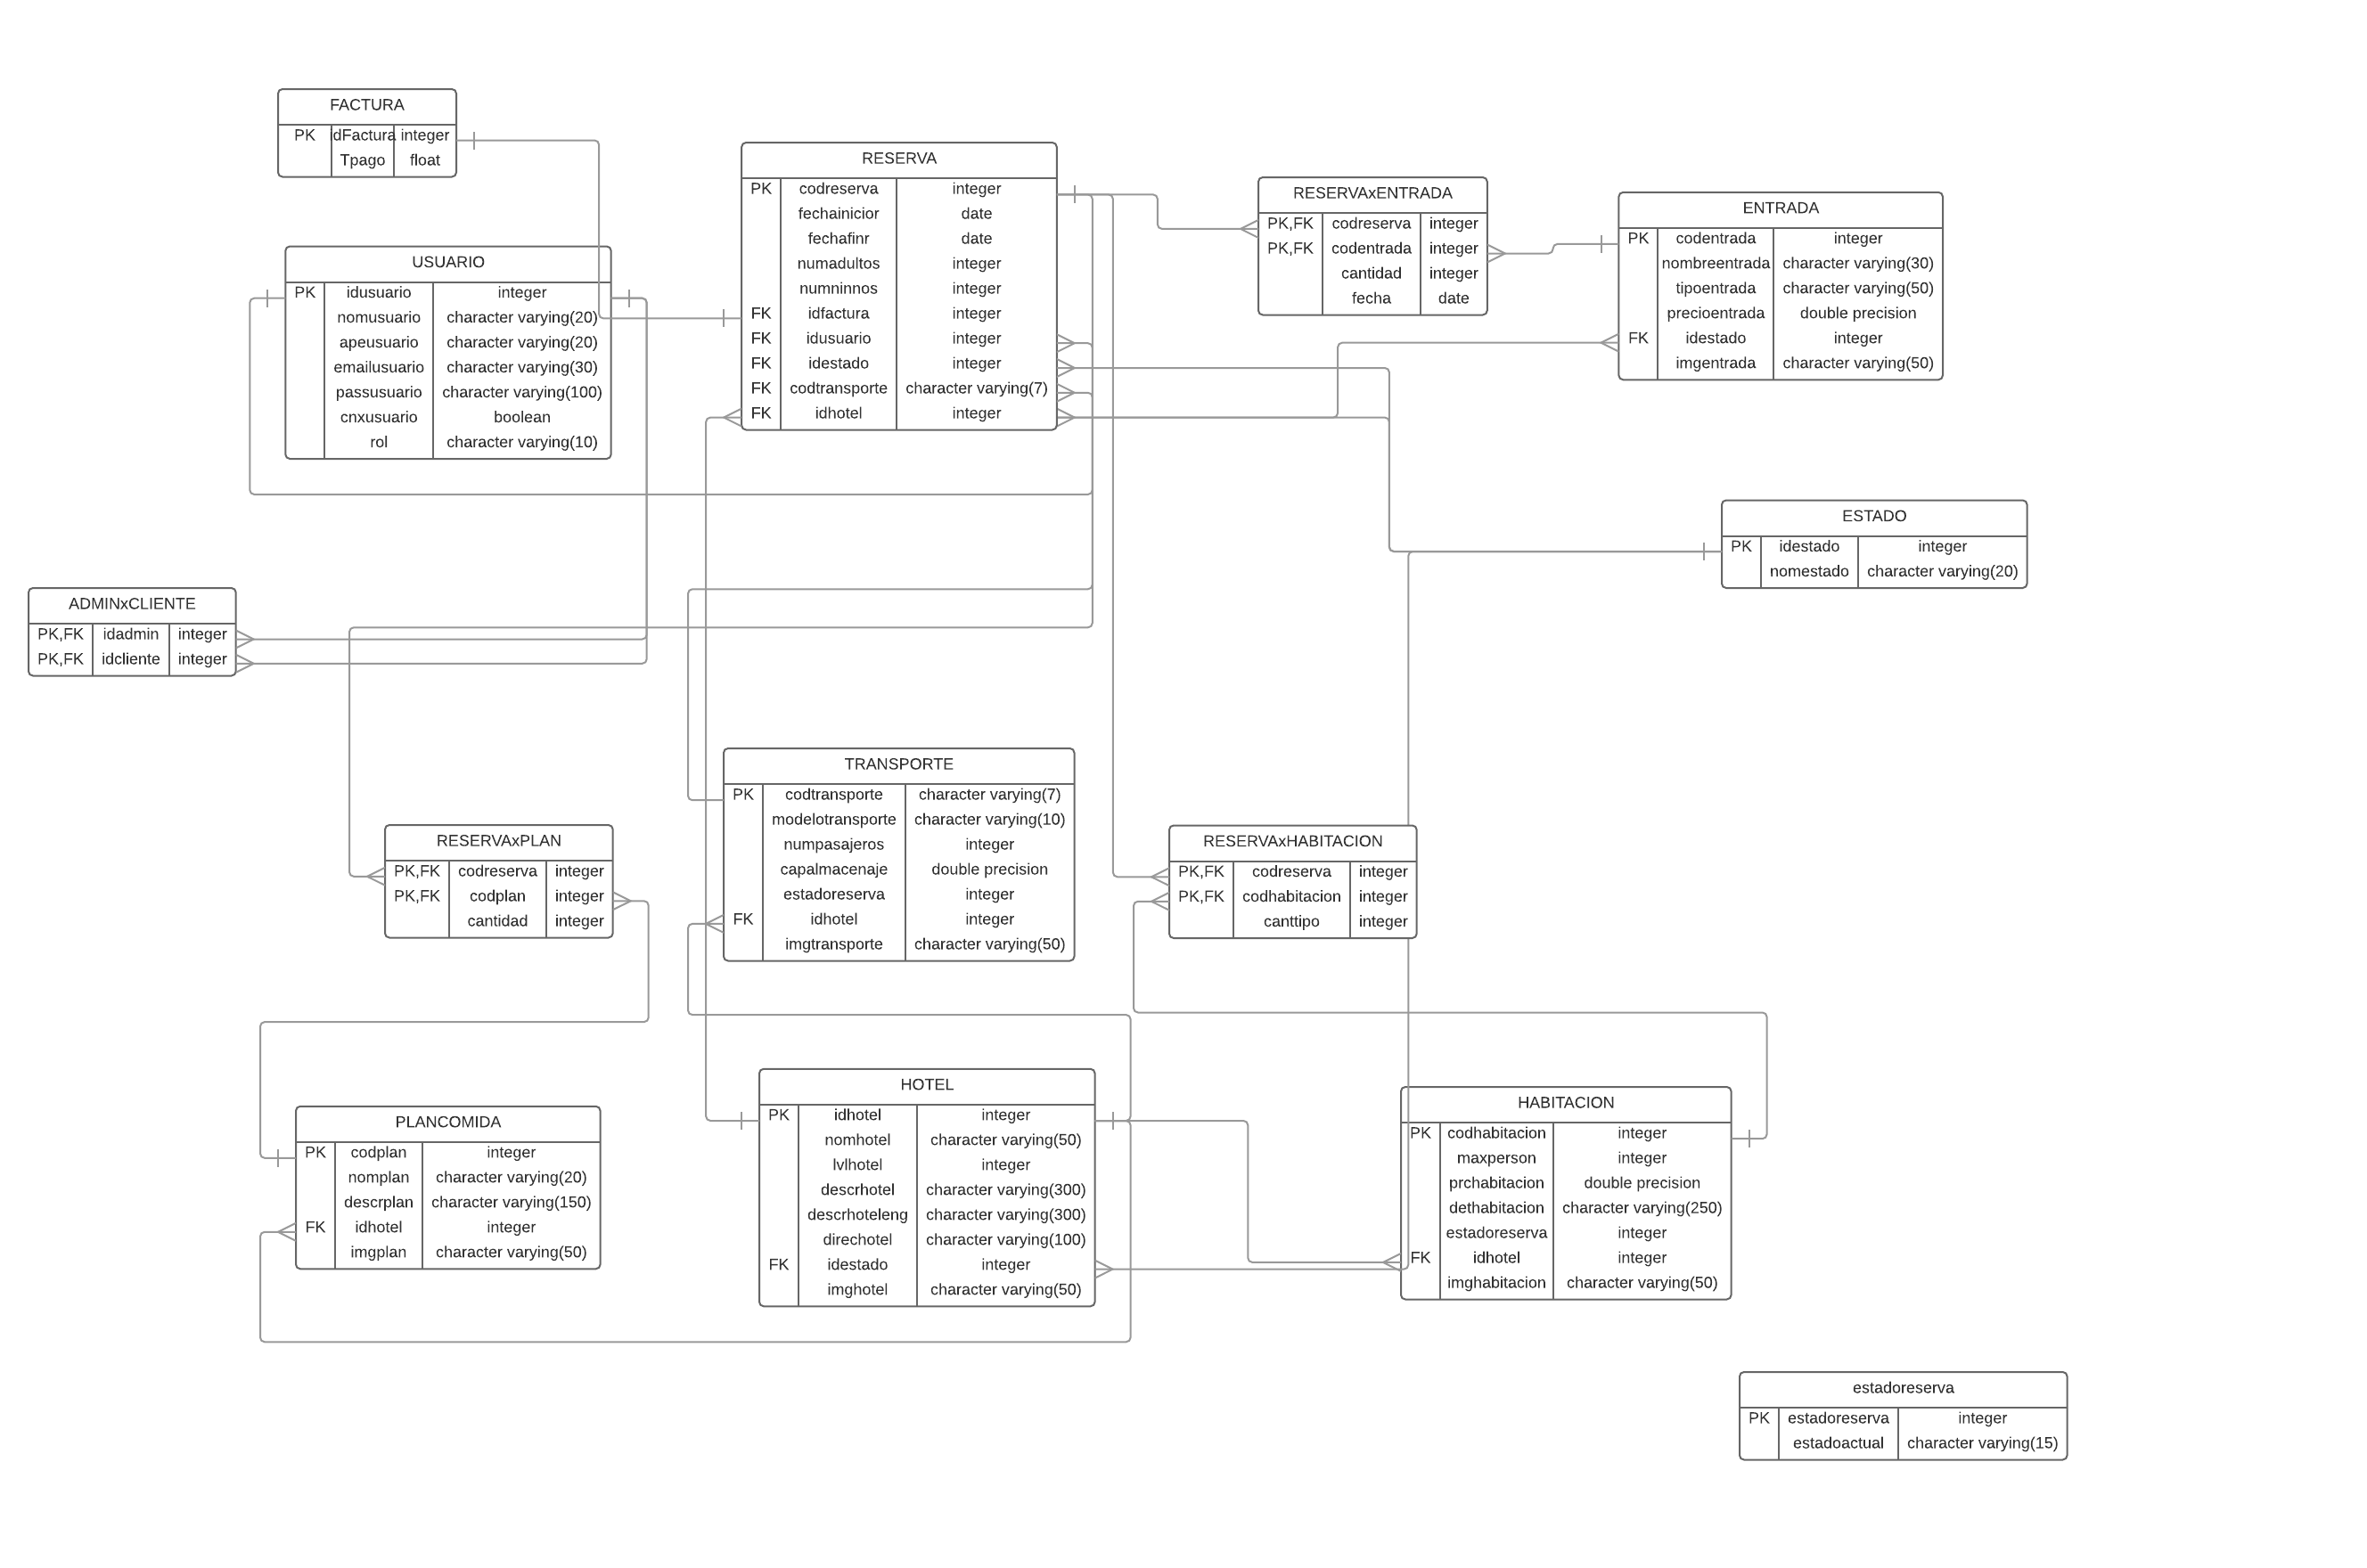 FACTURA
PK idFactura integer
Tpago float
USUARIO
PK idusuario integer
nomusuario character varying(20)
apeusuario character varying(20)
emailusuario character varying(30)
passusuario character varying(100)
cnxusuario boolean
rol character varying(10)
RESERVA
PK codreserva integer
fechainicior date
fechafinr date
numadultos integer
numninnos integer
FK idfactura integer
FK idusuario integer
FK idestado integer
FK codtransporte character varying(7)
FK idhotel integer
RESERVAxENTRADA
PK,FK codreserva integer
PK,FK codentrada integer
cantidad integer
fecha date
ENTRADA
PK codentrada integer
nombreentrada character varying(30)
tipoentrada character varying(50)
precioentrada double precision
FK idestado integer
imgentrada character varying(50)
ESTADO
PK idestado integer
nomestado character varying(20)
ADMINxCLIENTE
PK,FK idadmin integer
PK,FK idcliente integer
RESERVAxPLAN
PK,FK codreserva integer
PK,FK codplan integer
cantidad integer
TRANSPORTE
PK codtransporte character varying(7)
modelotransporte character varying(10)
numpasajeros integer
capalmacenaje double precision
estadoreserva integer
FK idhotel integer
imgtransporte character varying(50)
RESERVAxHABITACION
PK,FK codreserva integer
PK,FK codhabitacion integer
canttipo integer
PLANCOMIDA
PK codplan integer
nomplan character varying(20)
descrplan character varying(150)
FK idhotel integer
imgplan character varying(50)
HOTEL
PK idhotel integer
nomhotel character varying(50)
lvlhotel integer
descrhotel character varying(300)
descrhoteleng character varying(300)
direchotel character varying(100)
FK idestado integer
imghotel character varying(50)
HABITACION
PK codhabitacion integer
maxperson integer
prchabitacion double precision
dethabitacion character varying(250)
estadoreserva integer
FK idhotel integer
imghabitacion character varying(50)
estadoreserva
PK estadoreserva integer
estadoactual character varying(15)